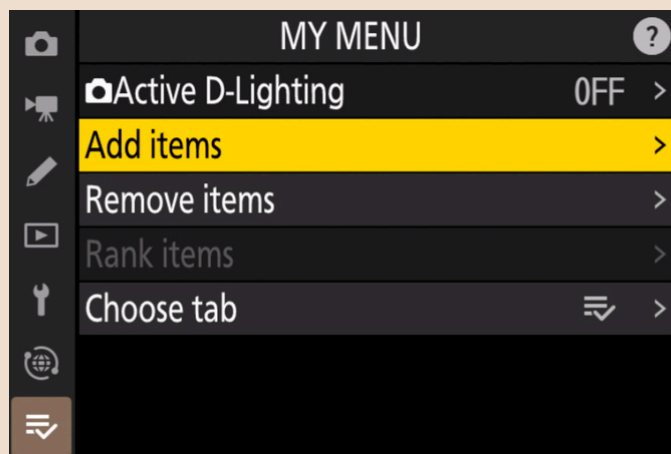 MY MENU ?
Active D-Lighting OFF >
Add items >
Remove items >
Rank items >
Choose tab >